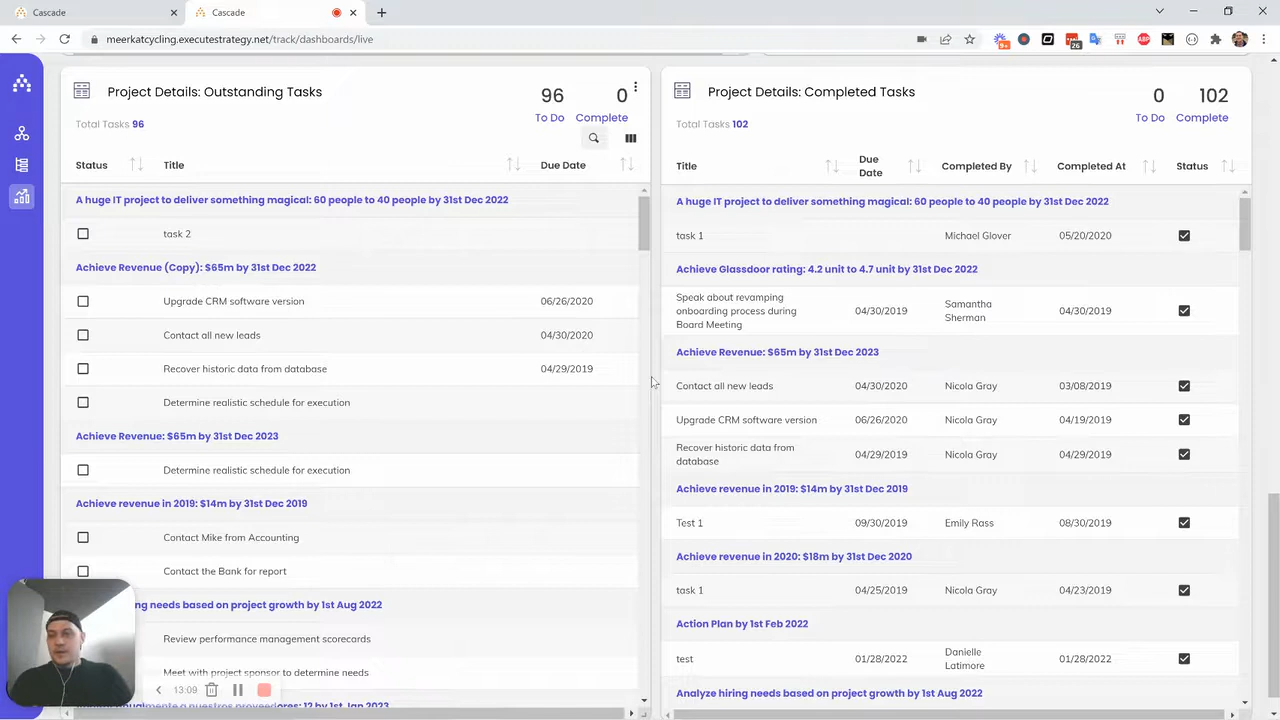 Cascade
Cascade
meerkatcycling.executestrategy.net/track/dashboards/live
9+
26
ABP
Project Details: Outstanding Tasks
96
0
To Do
Complete
Total Tasks 96
Status
Title
Due Date
A huge IT project to deliver something magical: 60 people to 40 people by 31st Dec 2022
task 2
Achieve Revenue (Copy): $65m by 31st Dec 2022
Upgrade CRM software version
06/26/2020
Contact all new leads
04/30/2020
Recover historic data from database
04/29/2019
Determine realistic schedule for execution
Achieve Revenue: $65m by 31st Dec 2023
Determine realistic schedule for execution
Achieve revenue in 2019: $14m by 31st Dec 2019
Contact Mike from Accounting
Contact the Bank for report
ng needs based on project growth by 1st Aug 2022
Review performance management scorecards
Meet with project sponsor to determine needs
a nuestros proveedores: 12 by 1st Jan 2023
13:09
Project Details: Completed Tasks
0
102
To Do
Complete
Total Tasks 102
Title
Due
Date
Completed By
Completed At
Status
A huge IT project to deliver something magical: 60 people to 40 people by 31st Dec 2022
task 1
Michael Glover
05/20/2020
Achieve Glassdoor rating: 4.2 unit to 4.7 unit by 31st Dec 2022
Speak about revamping
onboarding process during
Board Meeting
04/30/2019
Samantha
Sherman
04/30/2019
Achieve Revenue: $65m by 31st Dec 2023
Contact all new leads
04/30/2020
Nicola Gray
03/08/2019
Upgrade CRM software version
06/26/2020
Nicola Gray
04/19/2019
Recover historic data from
database
04/29/2019
Nicola Gray
04/29/2019
Achieve revenue in 2019: $14m by 31st Dec 2019
Test 1
09/30/2019
Emily Rass
08/30/2019
Achieve revenue in 2020: $18m by 31st Dec 2020
task 1
04/25/2019
Nicola Gray
04/23/2019
Action Plan by 1st Feb 2022
test
01/28/2022
Danielle
Latimore
01/28/2022
Analyze hiring needs based on project growth by 1st Aug 2022